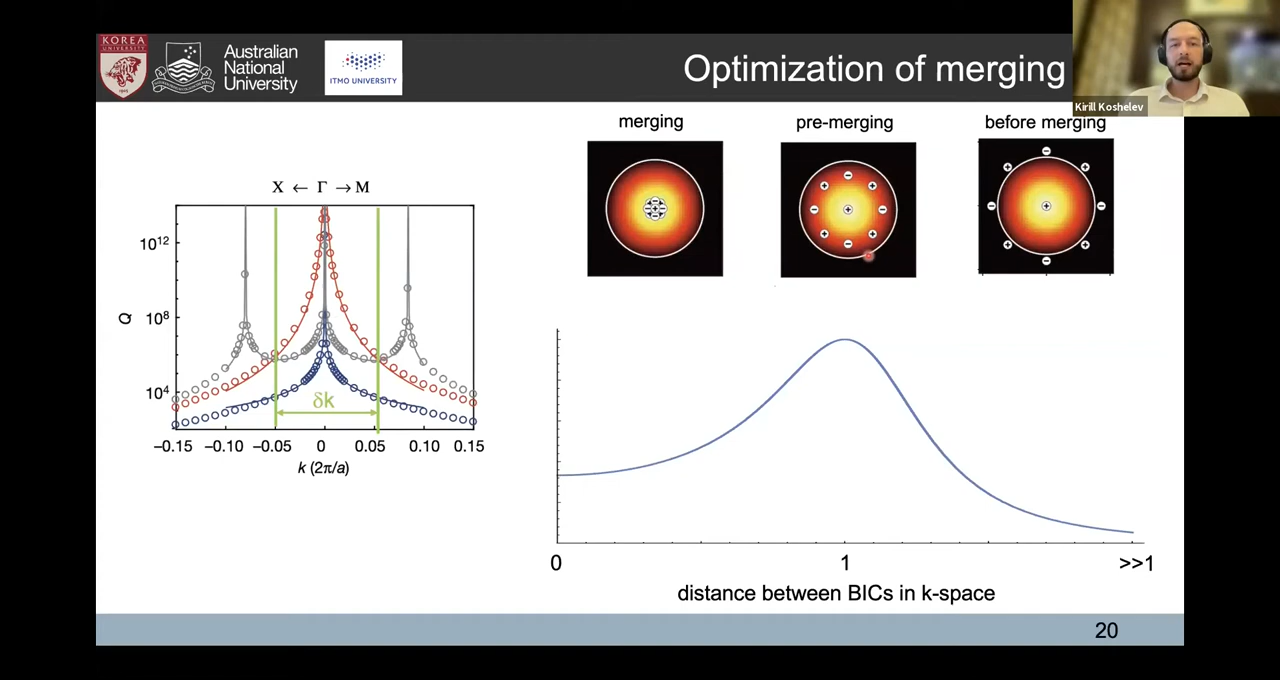 KOREA
UNIVERSITY
Australian
National
University
ITMO UNIVERSITY
Optimization of merging
Kirill Koshelev
merging
pre-merging
before merging
X ← Γ → M
10¹²
10⁸
10⁴
Q
δk
−0.15 −0.10 −0.05 0 0.05 0.10 0.15
k (2π/a)
0 1 >>1
distance between BICs in k-space
20